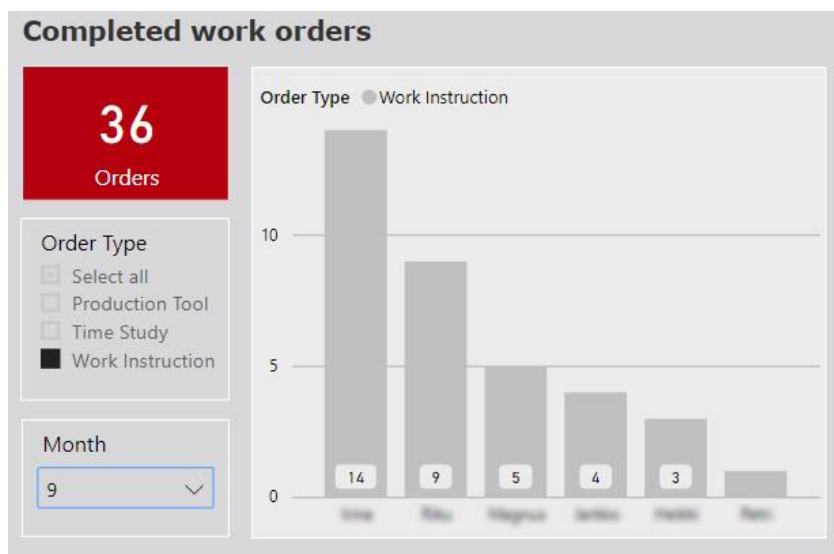 Completed work orders
36
Orders
Order Type
Select all
Production Tool
Time Study
Work Instruction
Month
9
Order Type Work Instruction
10
5
0
14
9
5
4
3